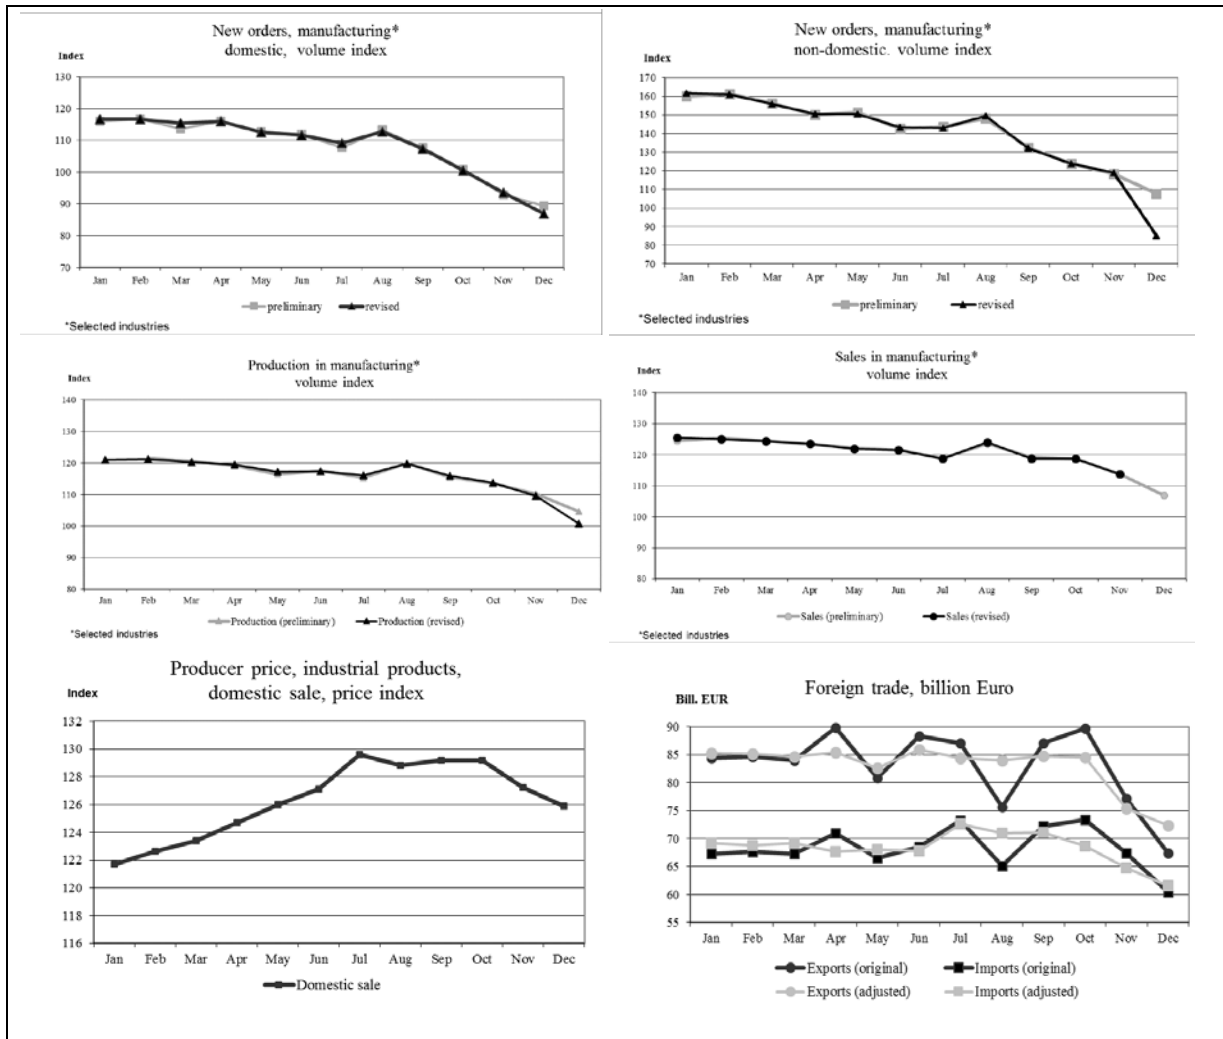 New orders, manufacturing*
domestic, volume index
Index
130
120
110
100
90
80
70
Jan Feb Mar Apr May Jun Jul Aug Sep Oct Nov Dec
preliminary revised
*Selected industries
New orders, manufacturing*
non-domestic. volume index
Index
170
160
150
140
130
120
110
100
90
80
70
Jan Feb Mar Apr May Jun Jul Aug Sep Oct Nov Dec
preliminary revised
*Selected industries
Production in manufacturing*
volume index
Index
140
130
120
110
100
90
80
Jan Feb Mar Apr May Jun Jul Aug Sep Oct Nov Dec
Production (preliminary) Production (revised)
*Selected industries
Sales in manufacturing*
volume index
Index
140
130
120
110
100
90
80
Jan Feb Mar Apr May Jun Jul Aug Sep Oct Nov Dec
Sales (preliminary) Sales (revised)
*Selected industries
Producer price, industrial products,
domestic sale, price index
Index
132
130
128
126
124
122
120
118
116
Jan Feb Mar Apr May Jun Jul Aug Sep Oct Nov Dec
Domestic sale
Foreign trade, billion Euro
Bill. EUR
90
85
80
75
70
65
60
55
Jan Feb Mar Apr May Jun Jul Aug Sep Oct Nov Dec
Exports (original) Imports (original)
Exports (adjusted) Imports (adjusted)